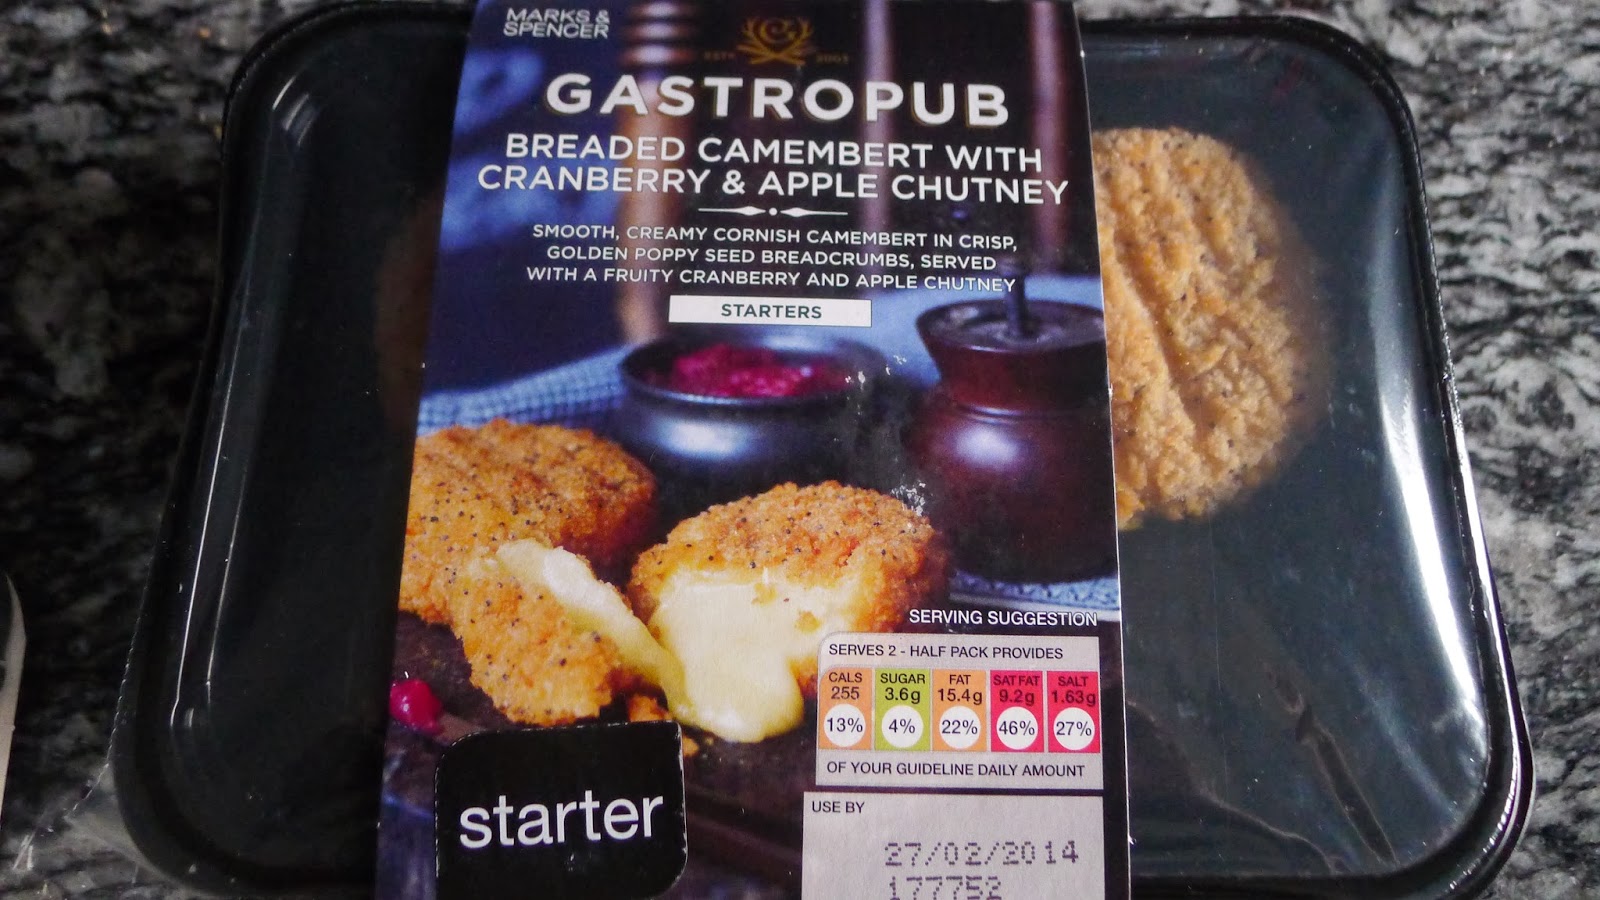 MARKS &
SPENCER
ESTD 2003
GASTROPUB
BREADED CAMEMBERT WITH
CRANBERRY & APPLE CHUTNEY
SMOOTH, CREAMY CORNISH CAMEMBERT IN CRISP,
GOLDEN POPPY SEED BREADCRUMBS, SERVED
WITH A FRUITY CRANBERRY AND APPLE CHUTNEY
STARTERS
SERVING SUGGESTION
SERVES 2 - HALF PACK PROVIDES
CALS SUGAR FAT SAT FAT SALT
255 3.6g 15.4g 9.2g 1.63g
13% 4% 22% 46% 27%
OF YOUR GUIDELINE DAILY AMOUNT
starter
USE BY
27/02/2014
177752